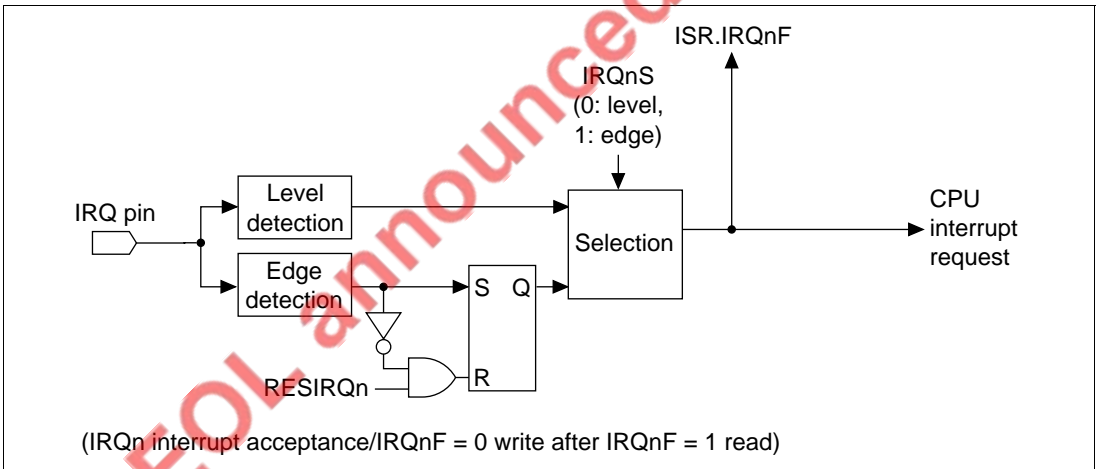 ISR.IRQnF
IRQnS
(0: level,
1: edge)
Level
detection
IRQ pin
CPU
interrupt
request
Selection
Edge
detection
S Q
R
RESIRQn
(IRQn interrupt acceptance/IRQnF = 0 write after IRQnF = 1 read)
EOL announced